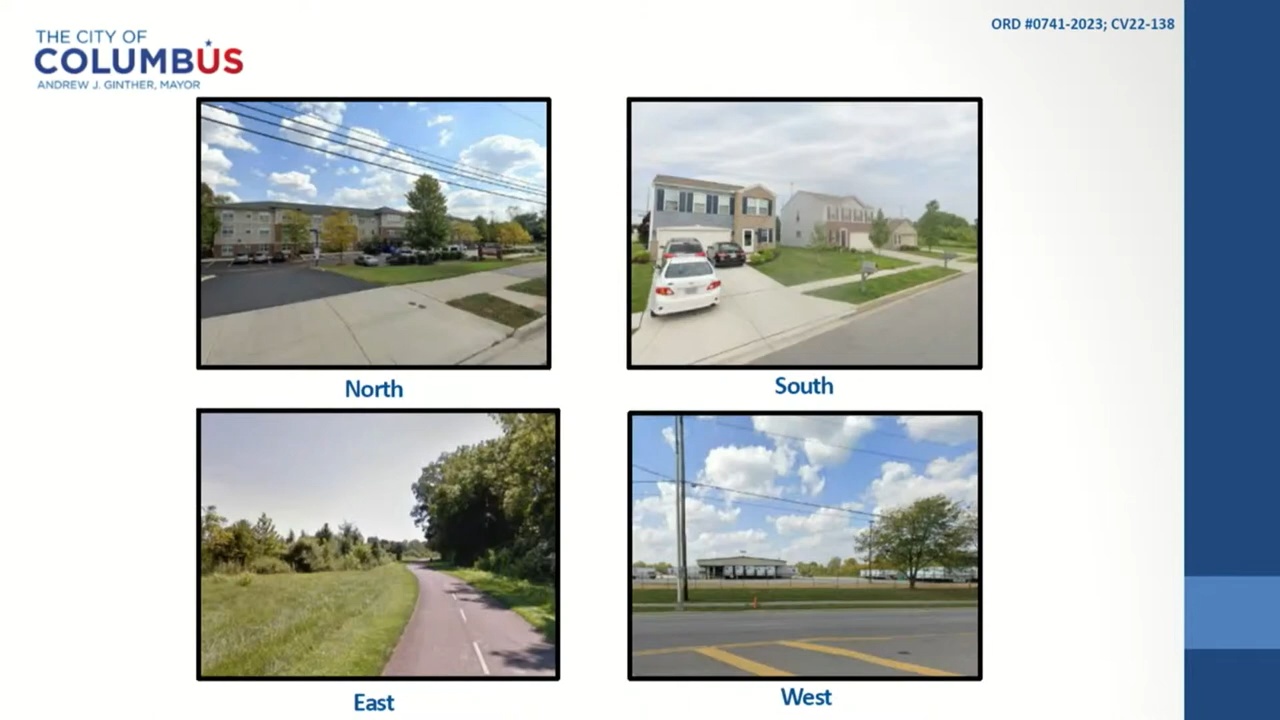 ORD #0741-2023; CV22-138
THE CITY OF
COLUMBUS
ANDREW J. GINTHER, MAYOR
North
South
East
West